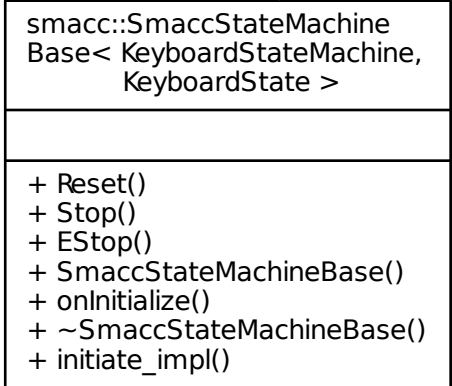 smacc::SmaccStateMachine
Base< KeyboardStateMachine,
KeyboardState >
+ Reset()
+ Stop()
+ EStop()
+ SmaccStateMachineBase()
+ onInitialize()
+ ~SmaccStateMachineBase()
+ initiate_impl()